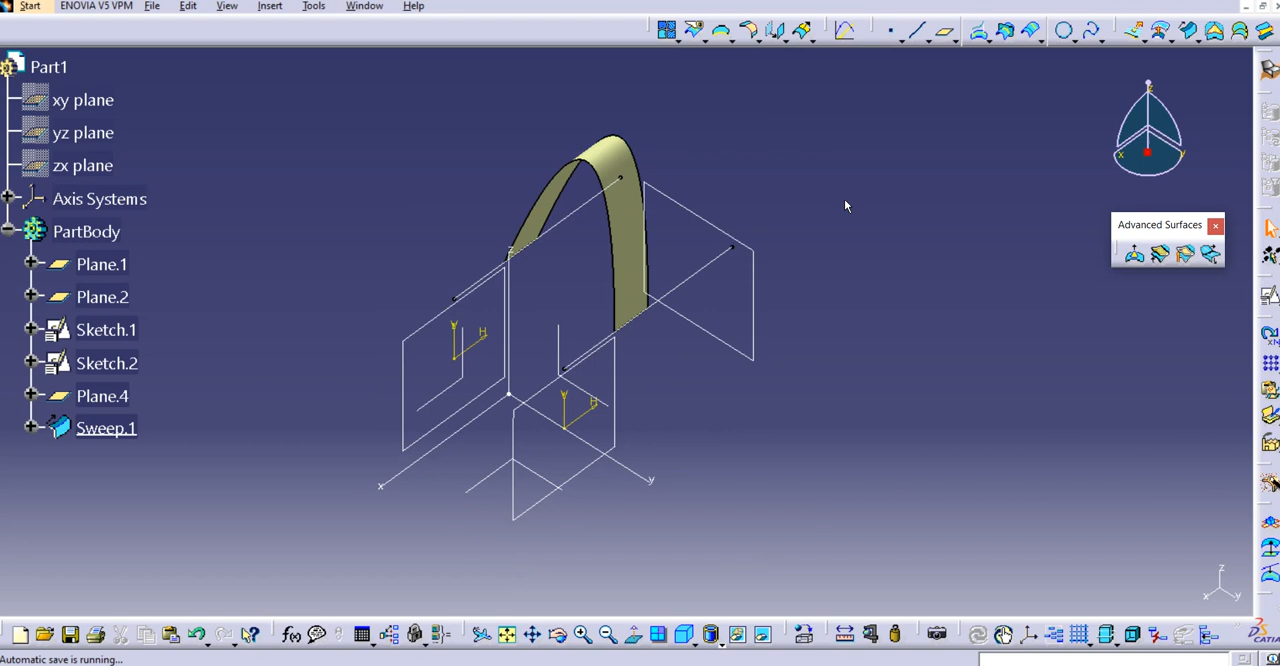 Start ENOVIA V5 VPM File Edit View Insert Tools Window Help
Part1
xy plane
yz plane
zx plane
Axis Systems
PartBody
Plane.1
Plane.2
Sketch.1
Sketch.2
Plane.4
Sweep.1
z
x
y
V
H
V
H
z
x
y
Advanced Surfaces
z
x
y
f(x)
CATIA
Automatic save is running...